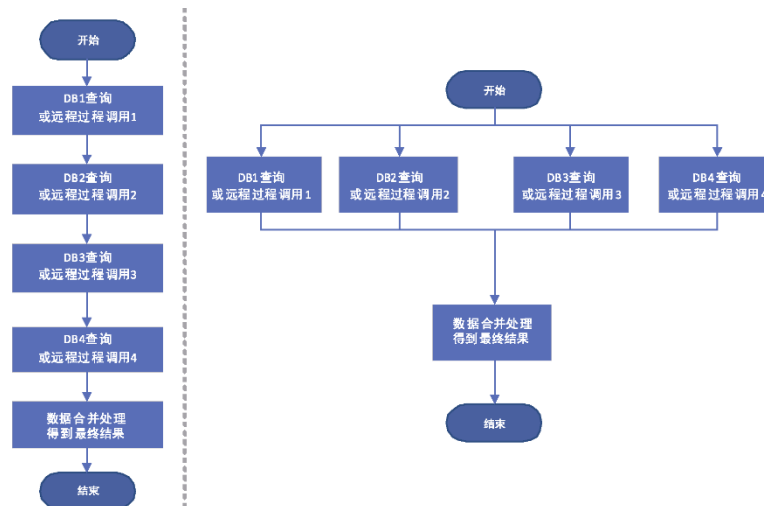 开始
DB1查询
或远程过程调用1
DB2查询
或远程过程调用2
DB3查询
或远程过程调用3
DB4查询
或远程过程调用4
数据合并处理
得到最终结果
结束
开始
DB1查询
或远程过程调用1
DB2查询
或远程过程调用2
DB3查询
或远程过程调用3
DB4查询
或远程过程调用4
数据合并处理
得到最终结果
结束